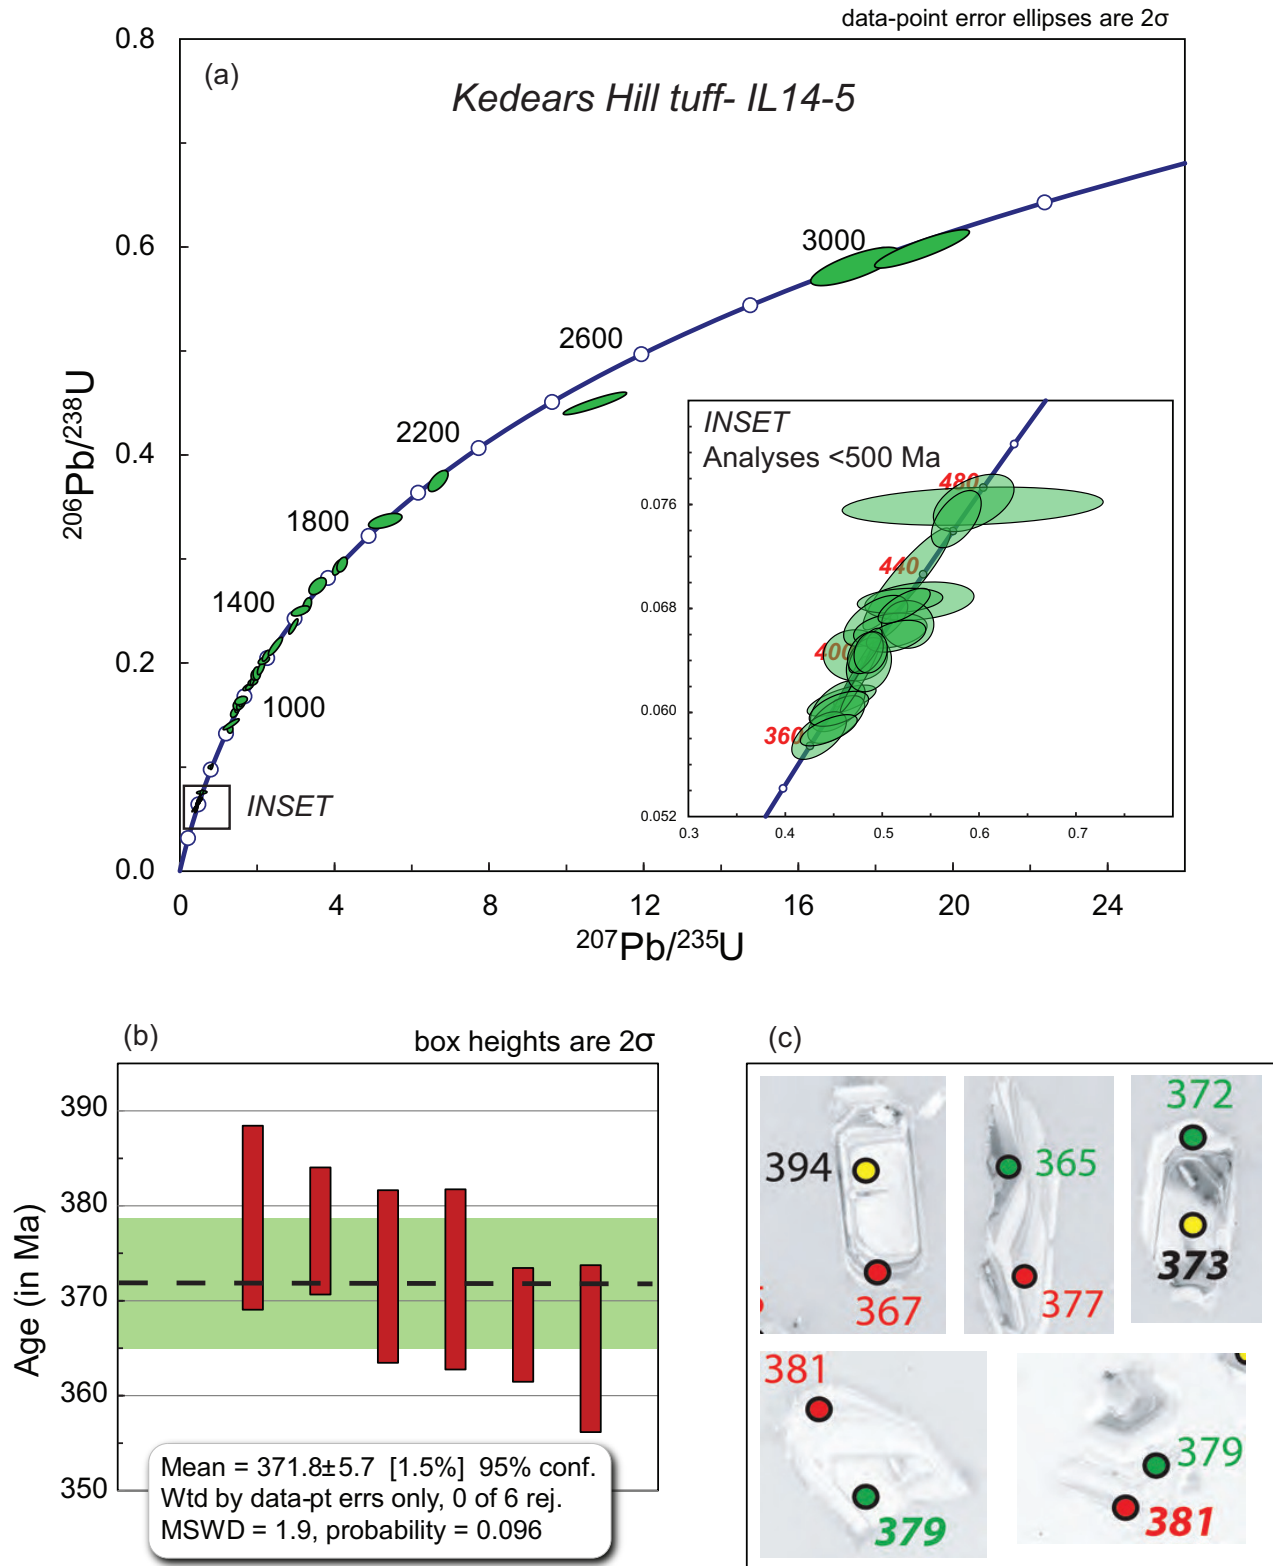 data-point error ellipses are 2σ
(a)
Kedears Hill tuff- IL14-5
0.8
0.6
0.4
0.2
0.0
206Pb/238U
3000
2600
2200
1800
1400
1000
INSET
INSET
Analyses <500 Ma
480
440
400
360
0.076
0.068
0.060
0.052
0.3 0.4 0.5 0.6 0.7
0 4 8 12 16 20 24
207Pb/235U
(b)
box heights are 2σ
390
380
370
360
350
Age (in Ma)
Mean = 371.8±5.7 [1.5%] 95% conf.
Wtd by data-pt errs only, 0 of 6 rej.
MSWD = 1.9, probability = 0.096
(c)
394
367
365
377
372
373
381
379
379
381